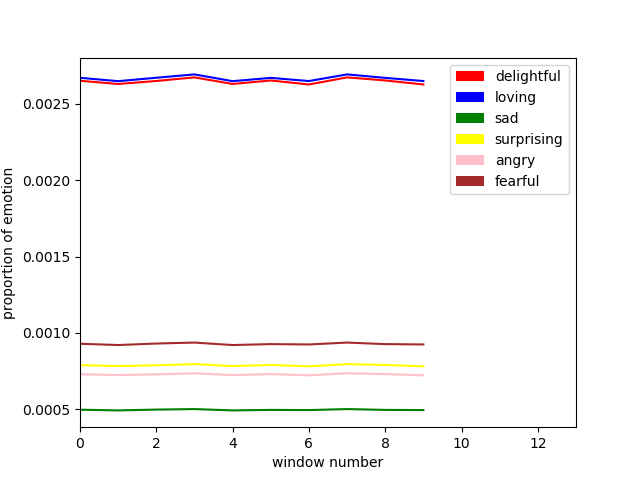 delightful
loving
sad
surprising
angry
fearful
proportion of emotion
0.0025
0.0020
0.0015
0.0010
0.0005
0 2 4 6 8 10 12
window number